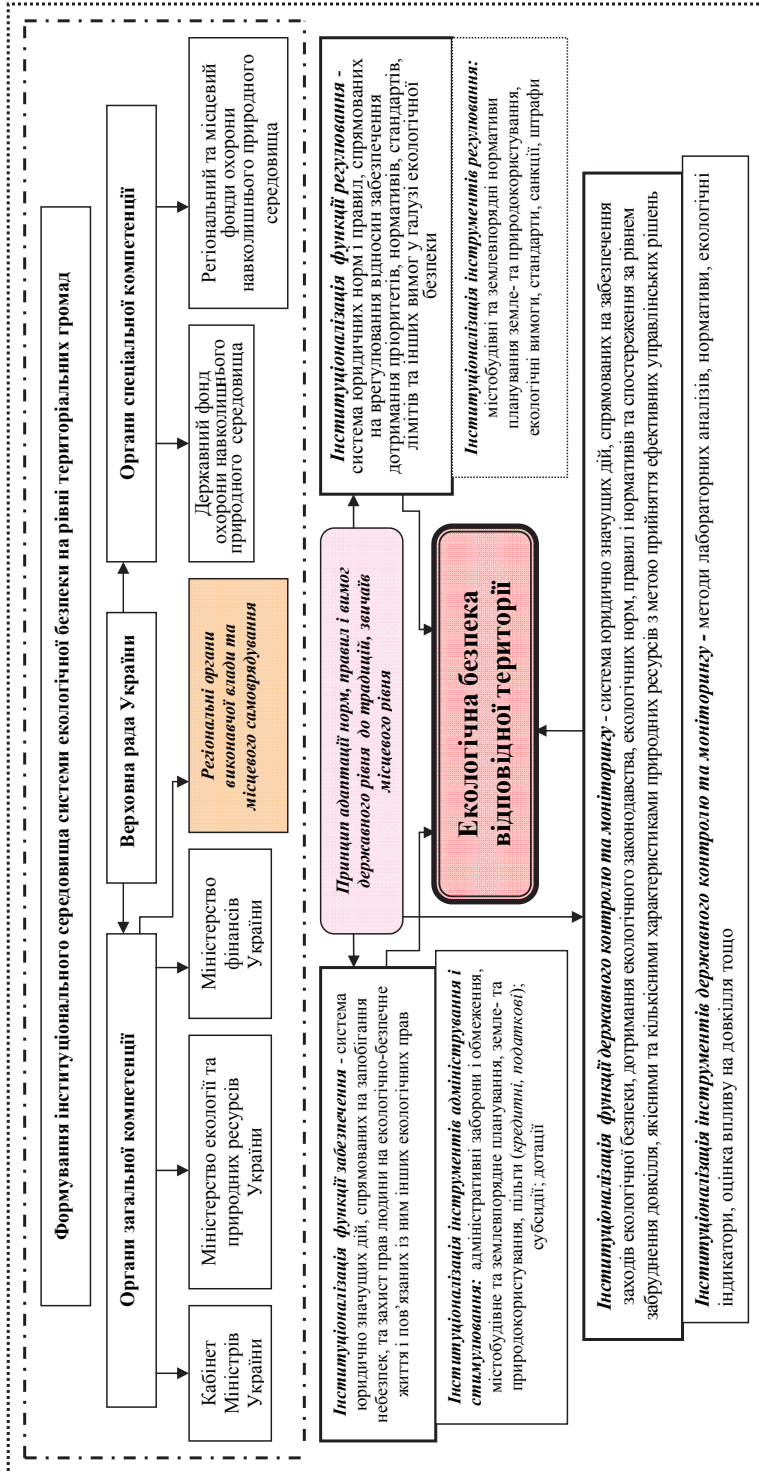 Формування інституціонального середовища системи екологічної безпеки на рівні територіальних громад
Органи загальної компетенції
Верховна рада України
Органи спеціальної компетенції
Кабінет
Міністрів
України
Міністерство екології та
природних ресурсів
України
Міністерство
фінансів
України
Регіональні органи
виконавчої влади та
місцевого самоврядування
Державний фонд
охорони навколишнього
природного середовища
Регіональний та місцевий
фонди охорони
навколишнього природного
середовища
Інституціоналізація функції забезпечення - система
юридично значущих дій, спрямованих на запобігання
небезпек, та захист прав людини на екологічно-безпечне
життя і пов’язаних із ним інших екологічних прав
Інституціоналізація інструментів адміністрування і
стимулювання: адміністративні заборони і обмеження,
містобудівне та землевпорядне планування, земле- та
природокористування, пільги (кредитні, податкові);
субсидії; дотації
Принцип адаптації норм, правил і вимог
державного рівня до традицій, звичаїв
місцевого рівня
Екологічна безпека
відповідної території
Інституціоналізація функції регулювання -
система юридичних норм і правил, спрямованих
на врегулювання відносин забезпечення
дотримання пріоритетів, нормативів, стандартів,
лімітів та інших вимог у галузі екологічної
безпеки
Інституціоналізація інструментів регулювання:
містобудівні та землевпорядні нормативи
планування земле- та природокористування,
екологічні вимоги, стандарти, санкції, штрафи
Інституціоналізація функції державного контролю та моніторингу - система юридично значущих дій, спрямованих на забезпечення
заходів екологічної безпеки, дотримання екологічного законодавства, екологічних норм, правил і нормативів та спостереження за рівнем
забруднення довкілля, якісними та кількісними характеристиками природних ресурсів з метою прийняття ефективних управлінських рішень
Інституціоналізація інструментів державного контролю та моніторингу - методи лабораторних аналізів, нормативи, екологічні
індикатори, оцінка впливу на довкілля тощо